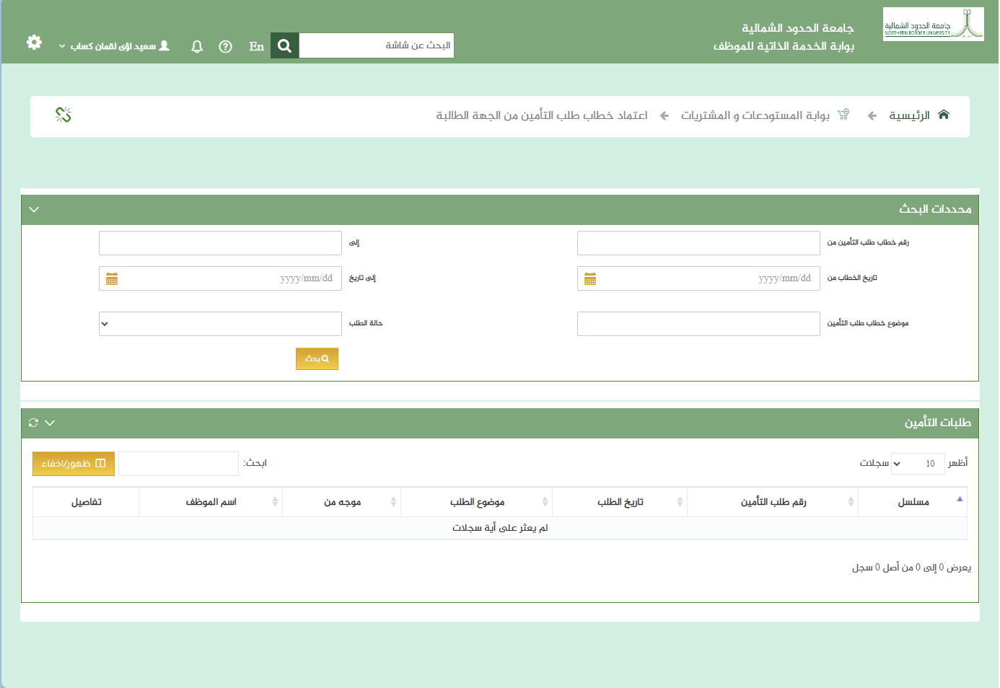 جامعة الحدود الشمالية
NORTHERN BORDER UNIVERSITY
جامعة الحدود الشمالية
بوابة الخدمة الذاتية للموظف
البحث عن شاشة
En
سعيد لؤى لقمان كساب
الرئيسية
بوابة المستودعات و المشتريات
اعتماد خطاب طلب التأمين من الجهة الطالبة
محددات البحث
رقم خطاب طلب التأمين من
إلى
تاريخ الخطاب من
yyyy/mm/dd
إلى تاريخ
yyyy/mm/dd
موضوع خطاب طلب التأمين
حالة الطلب
بحث
طلبات التأمين
أظهر 10 سجلات
ابحث:
ظهور/اخفاء
مسلسل رقم طلب التأمين تاريخ الطلب موضوع الطلب موجه من اسم الموظف تفاصيل
لم يعثر على أية سجلات
يعرض 0 إلى 0 من أصل 0 سجل